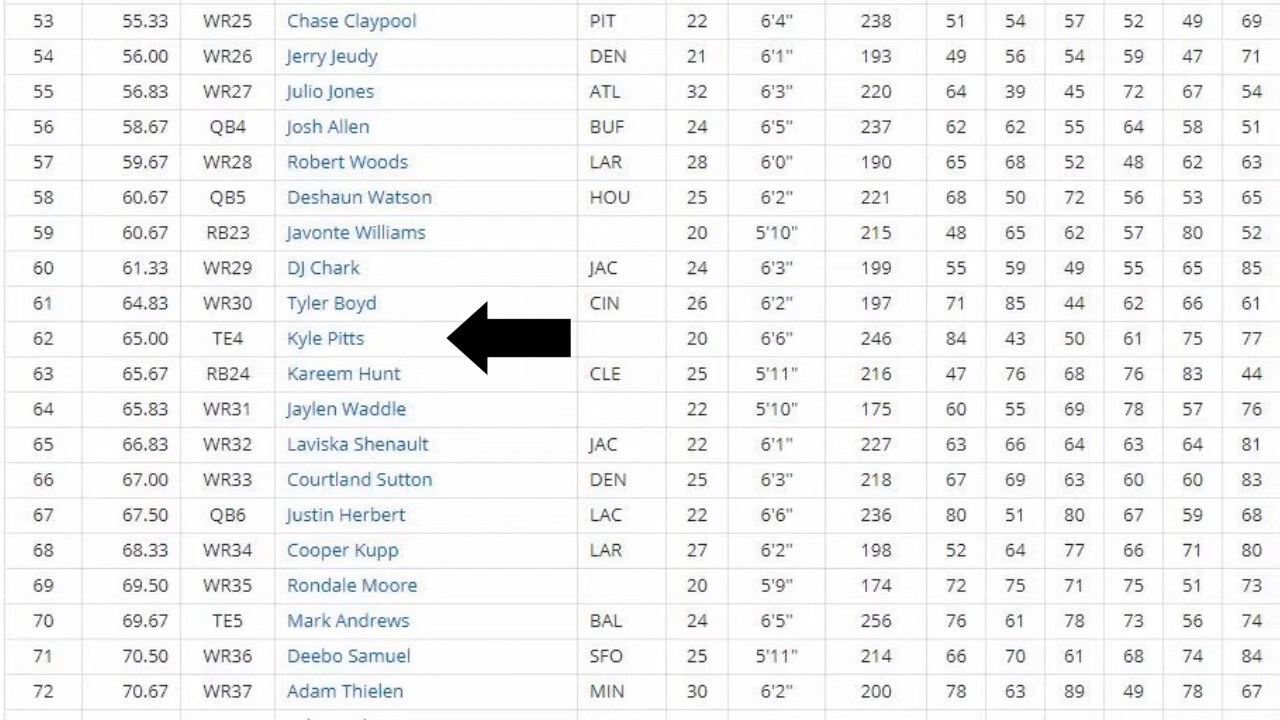 53 55.33 WR25 Chase Claypool PIT 22 6'4" 238 51 54 57 52 49 69
54 56.00 WR26 Jerry Jeudy DEN 21 6'1" 193 49 56 54 59 47 71
55 56.83 WR27 Julio Jones ATL 32 6'3" 220 64 39 45 72 67 54
56 58.67 QB4 Josh Allen BUF 24 6'5" 237 62 62 55 64 58 51
57 59.67 WR28 Robert Woods LAR 28 6'0" 190 65 68 52 48 62 63
58 60.67 QB5 Deshaun Watson HOU 25 6'2" 221 68 50 72 56 53 65
59 60.67 RB23 Javonte Williams 20 5'10" 215 48 65 62 57 80 52
60 61.33 WR29 DJ Chark JAC 24 6'3" 199 55 59 49 55 65 85
61 64.83 WR30 Tyler Boyd CIN 26 6'2" 197 71 85 44 62 66 61
62 65.00 TE4 Kyle Pitts 20 6'6" 246 84 43 50 61 75 77
63 65.67 RB24 Kareem Hunt CLE 25 5'11" 216 47 76 68 76 83 44
64 65.83 WR31 Jaylen Waddle 22 5'10" 175 60 55 69 78 57 76
65 66.83 WR32 Laviska Shenault JAC 22 6'1" 227 63 66 64 63 64 81
66 67.00 WR33 Courtland Sutton DEN 25 6'3" 218 67 69 63 60 60 83
67 67.50 QB6 Justin Herbert LAC 22 6'6" 236 80 51 80 67 59 68
68 68.33 WR34 Cooper Kupp LAR 27 6'2" 198 52 64 77 66 71 80
69 69.50 WR35 Rondale Moore 20 5'9" 174 72 75 71 75 51 73
70 69.67 TE5 Mark Andrews BAL 24 6'5" 256 76 61 78 73 56 74
71 70.50 WR36 Deebo Samuel SFO 25 5'11" 214 66 70 61 68 74 84
72 70.67 WR37 Adam Thielen MIN 30 6'2" 200 78 63 89 49 78 67